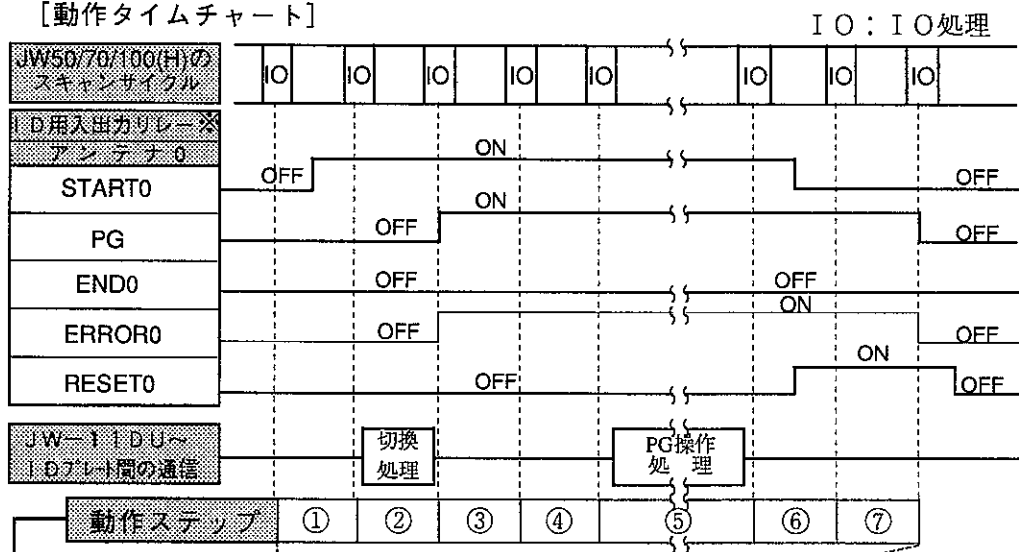 [動作タイムチャート]
IO:IO処理
JW50/70/100(H)の
スキャンサイクル
IO IO IO IO IO IO IO IO
ID用入出力リレー※
アンテナ0
START0 OFF ON OFF
PG OFF ON OFF
END0 OFF OFF
ERROR0 OFF ON OFF
RESET0 OFF ON OFF
JW-11DU~
IDプレート間の通信
切換
処理
PG操作
処 理
動作ステップ ① ② ③ ④ ⑤ ⑥ ⑦